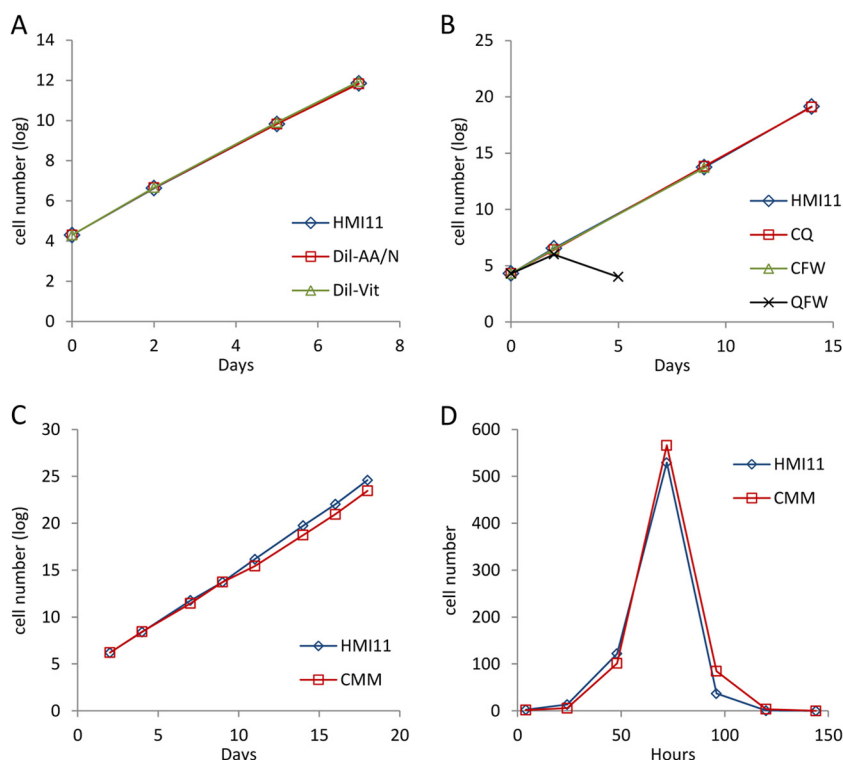 A
14
12
10
8
6
4
2
0
cell number (log)
HMI11
Dil-AA/N
Dil-Vit
0 2 4 6 8
Days
B
25
20
15
10
5
0
cell number (log)
HMI11
CQ
CFW
QFW
0 5 10 15
Days
C
30
25
20
15
10
5
0
cell number (log)
HMI11
CMM
0 5 10 15 20
Days
D
600
500
400
300
200
100
0
cell number
HMI11
CMM
0 50 100 150
Hours